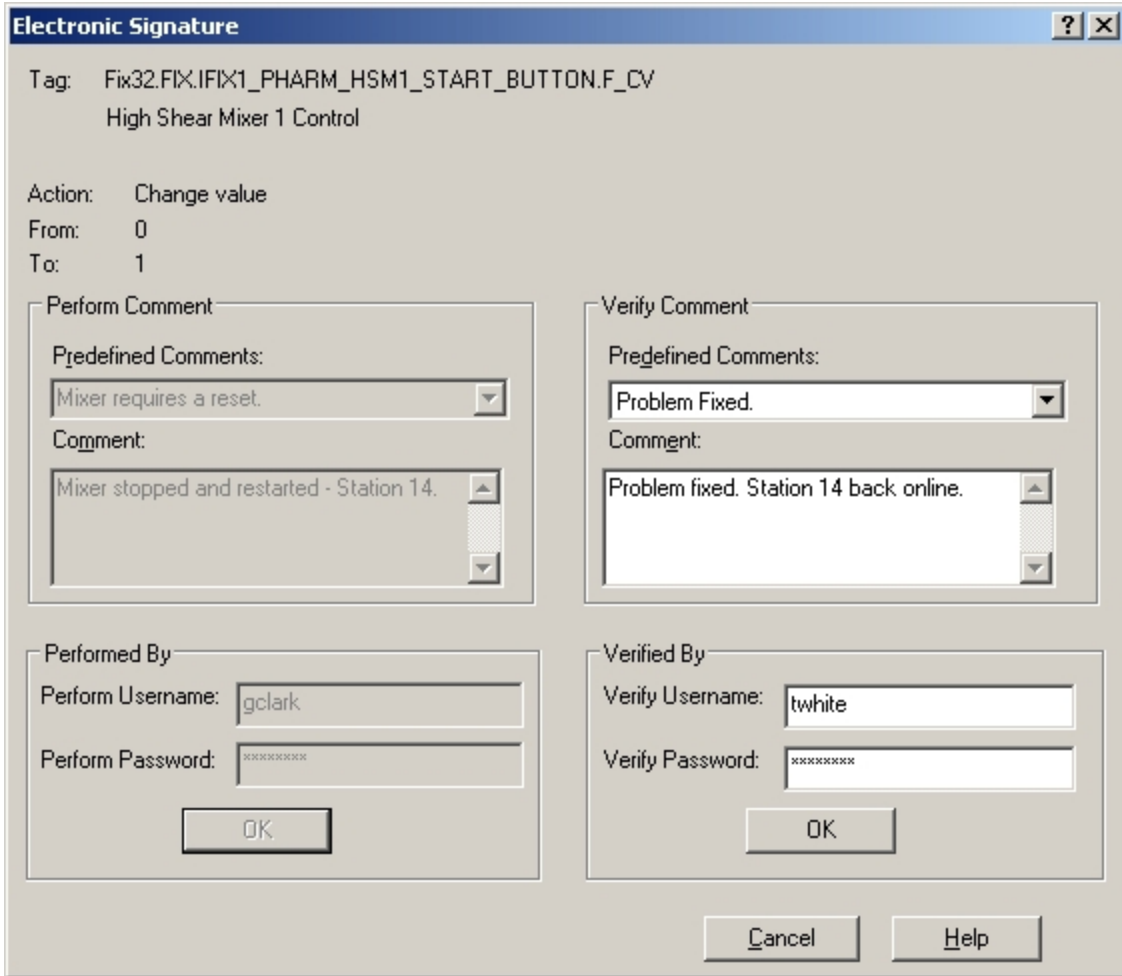 Electronic Signature
Tag: Fix32.FIX.IFIX1_PHARM_HSM1_START_BUTTON.F_CV
High Shear Mixer 1 Control
Action: Change value
From: 0
To: 1
Perform Comment
Predefined Comments:
Mixer requires a reset.
Comment:
Mixer stopped and restarted - Station 14.
Verify Comment
Predefined Comments:
Problem Fixed.
Comment:
Problem fixed. Station 14 back online.
Performed By
Perform Username: gclark
Perform Password: ××××××××
OK
Verified By
Verify Username: twhite
Verify Password: ××××××××
OK
Cancel
Help